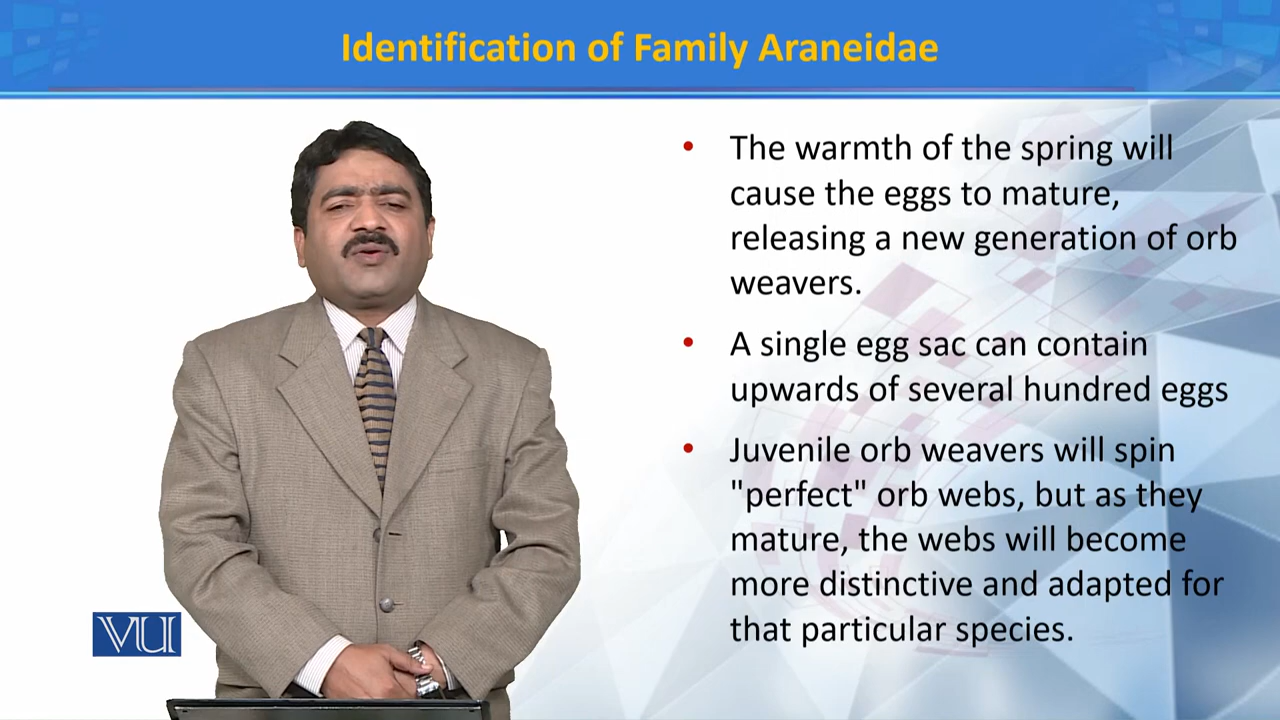 Identification of Family Araneidae
• The warmth of the spring will
cause the eggs to mature,
releasing a new generation of orb
weavers.
• A single egg sac can contain
upwards of several hundred eggs
• Juvenile orb weavers will spin
"perfect" orb webs, but as they
mature, the webs will become
more distinctive and adapted for
that particular species.
VU